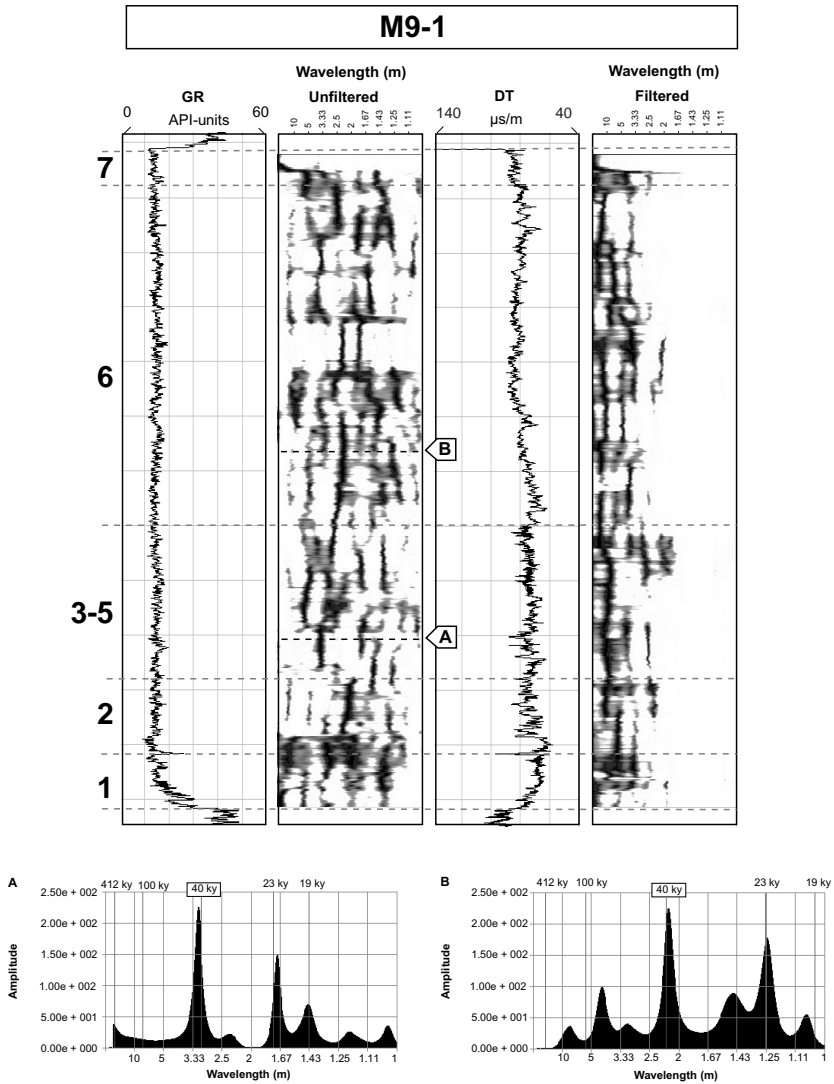 M9-1
Wavelength (m) Wavelength (m)
GR Unfiltered DT Filtered
0 API-units 60 10 5 3.33 2.5 2 1.67 1.43 1.25 1.11 140 µs/m 40 10 5 3.33 2.5 2 1.67 1.43 1.25 1.11
7
6
B
3-5
A
2
1
A 412 ky 100 ky 40 ky 23 ky 19 ky
2.50e + 002
2.00e + 002
1.50e + 002
1.00e + 002
5.00e + 001
0.00e + 000
Amplitude
10 5 3.33 2.5 2 1.67 1.43 1.25 1.11 1
Wavelength (m)
B 412 ky 100 ky 40 ky 23 ky 19 ky
2.50e + 002
2.00e + 002
1.50e + 002
1.00e + 002
5.00e + 001
0.00e + 000
Amplitude
10 5 3.33 2.5 2 1.67 1.43 1.25 1.11 1
Wavelength (m)